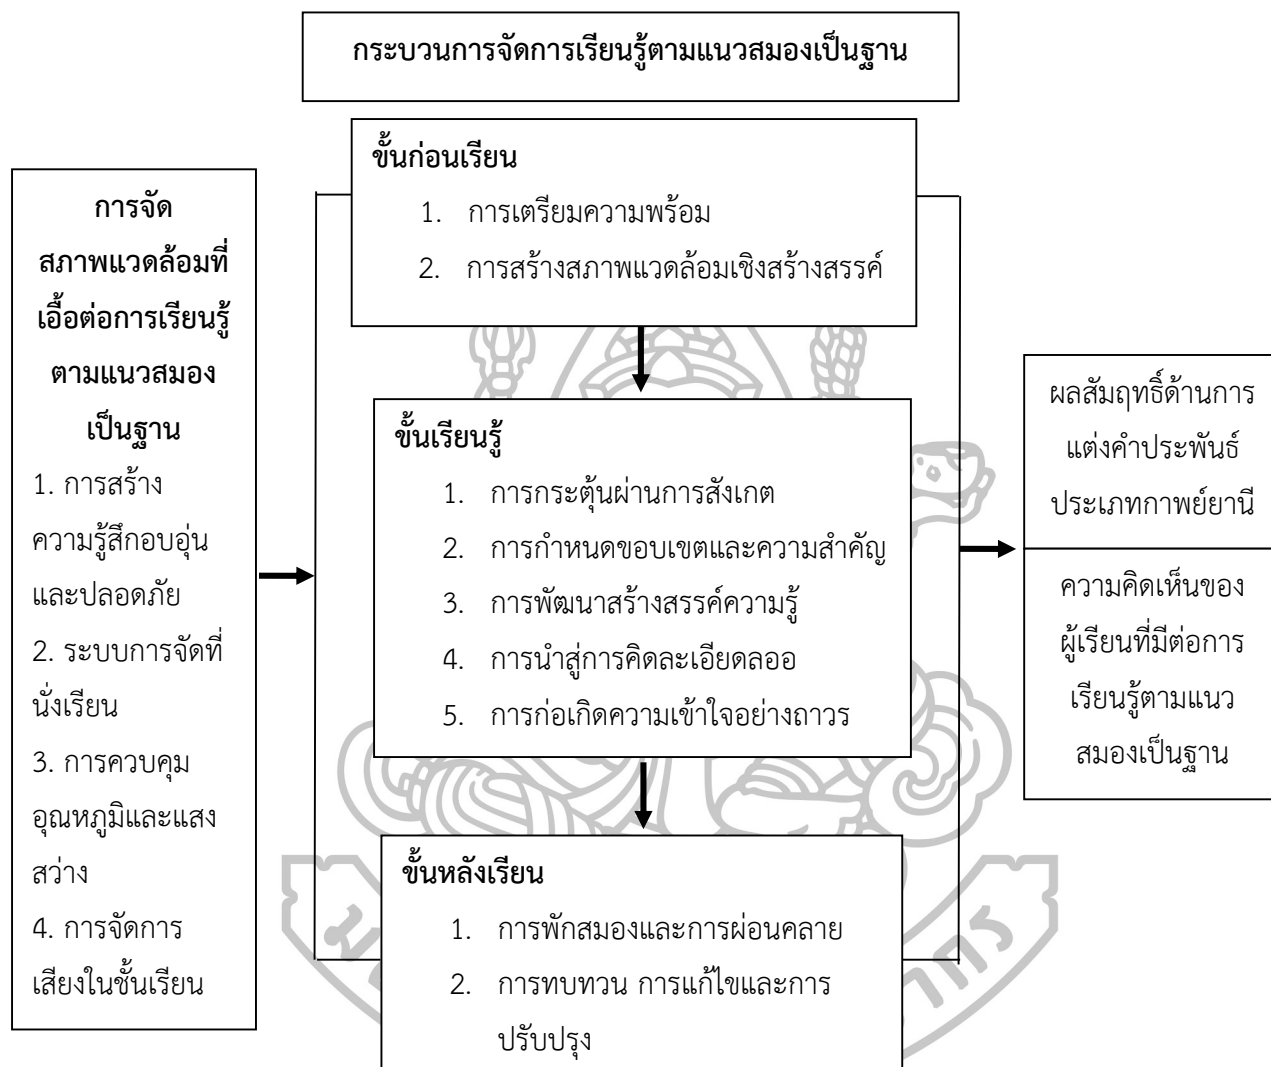 กระบวนการจัดการเรียนรู้ตามแนวสมองเป็นฐาน
การจัด
สภาพแวดล้อมที่
เอื้อต่อการเรียนรู้
ตามแนวสมอง
เป็นฐาน
1. การสร้าง
ความรู้สึกอบอุ่น
และปลอดภัย
2. ระบบการจัดที่
นั่งเรียน
3. การควบคุม
อุณหภูมิและแสง
สว่าง
4. การจัดการ
เสียงในชั้นเรียน
ขั้นก่อนเรียน
1. การเตรียมความพร้อม
2. การสร้างสภาพแวดล้อมเชิงสร้างสรรค์
ขั้นเรียนรู้
1. การกระตุ้นผ่านการสังเกต
2. การกำหนดขอบเขตและความสำคัญ
3. การพัฒนาสร้างสรรค์ความรู้
4. การนำสู่การคิดละเอียดลออ
5. การก่อเกิดความเข้าใจอย่างถาวร
ขั้นหลังเรียน
1. การพักสมองและการผ่อนคลาย
2. การทบทวน การแก้ไขและการ
ปรับปรุง
ผลสัมฤทธิ์ด้านการ
แต่งคำประพันธ์
ประเภทกาพย์ยานี
ความคิดเห็นของ
ผู้เรียนที่มีต่อการ
เรียนรู้ตามแนว
สมองเป็นฐาน